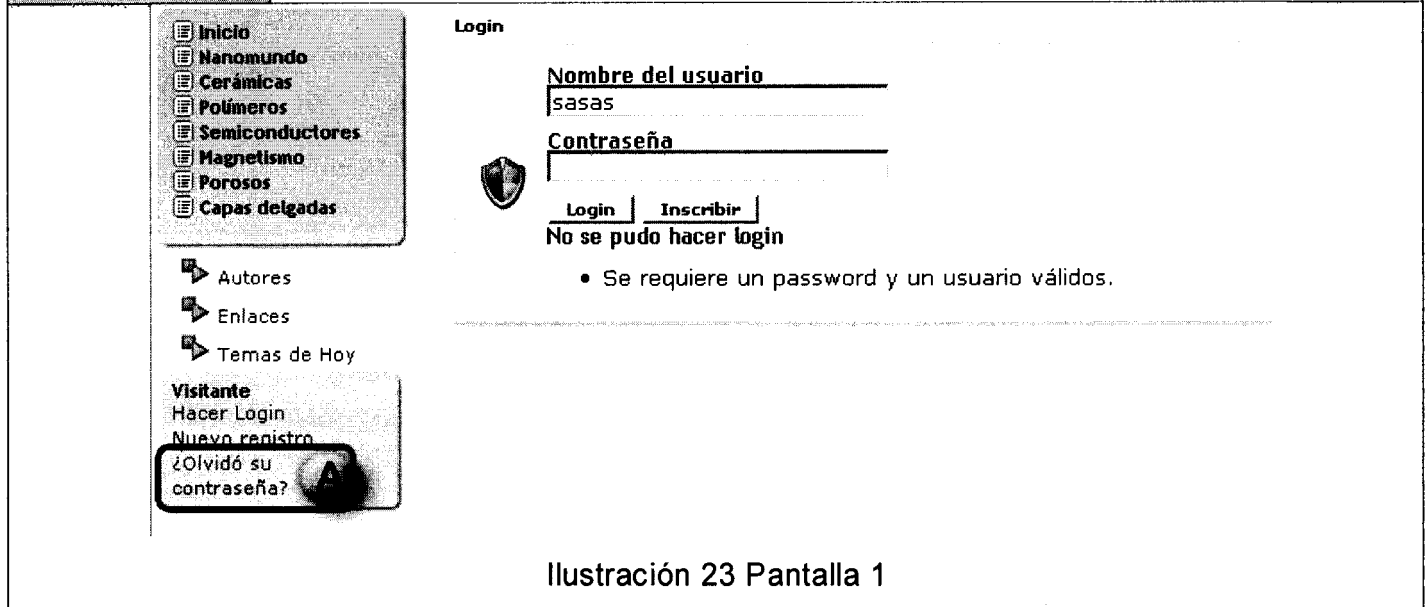 Inicio
Nanomundo
Cerámicas
Polímeros
Semiconductores
Magnetismo
Porosos
Capas delgadas
Autores
Enlaces
Temas de Hoy
Visitante
Hacer Login
Nuevo registro
¿Olvidó su
contraseña?
A
Login
Nombre del usuario
sasas
Contraseña
Login Inscribir
No se pudo hacer login
• Se requiere un password y un usuario válidos.
Ilustración 23 Pantalla 1